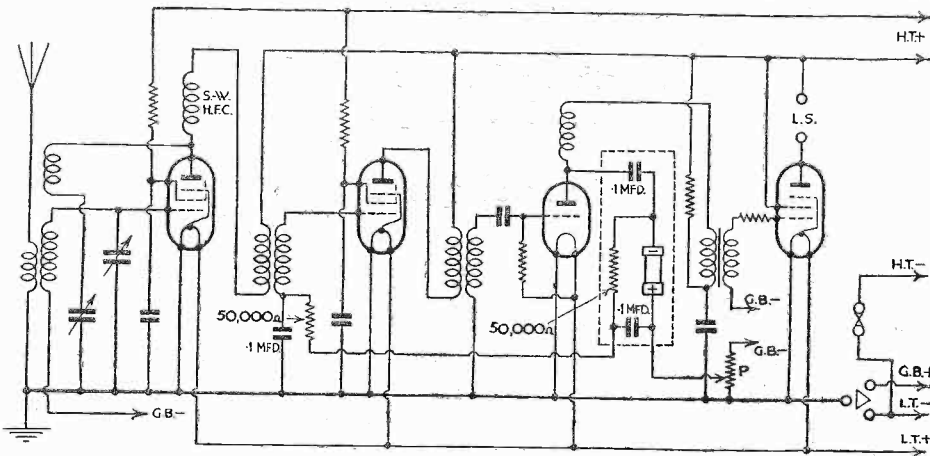 H.T.+
S.-W.
H.F.C.
L.S.
·1 MFD.
H.T.–
G.B.–
50,000Ω
·1 MFD.
50,000Ω
·1 MFD.
G.B.–
P
G.B.+
L.T.–
G.B.–
L.T.+